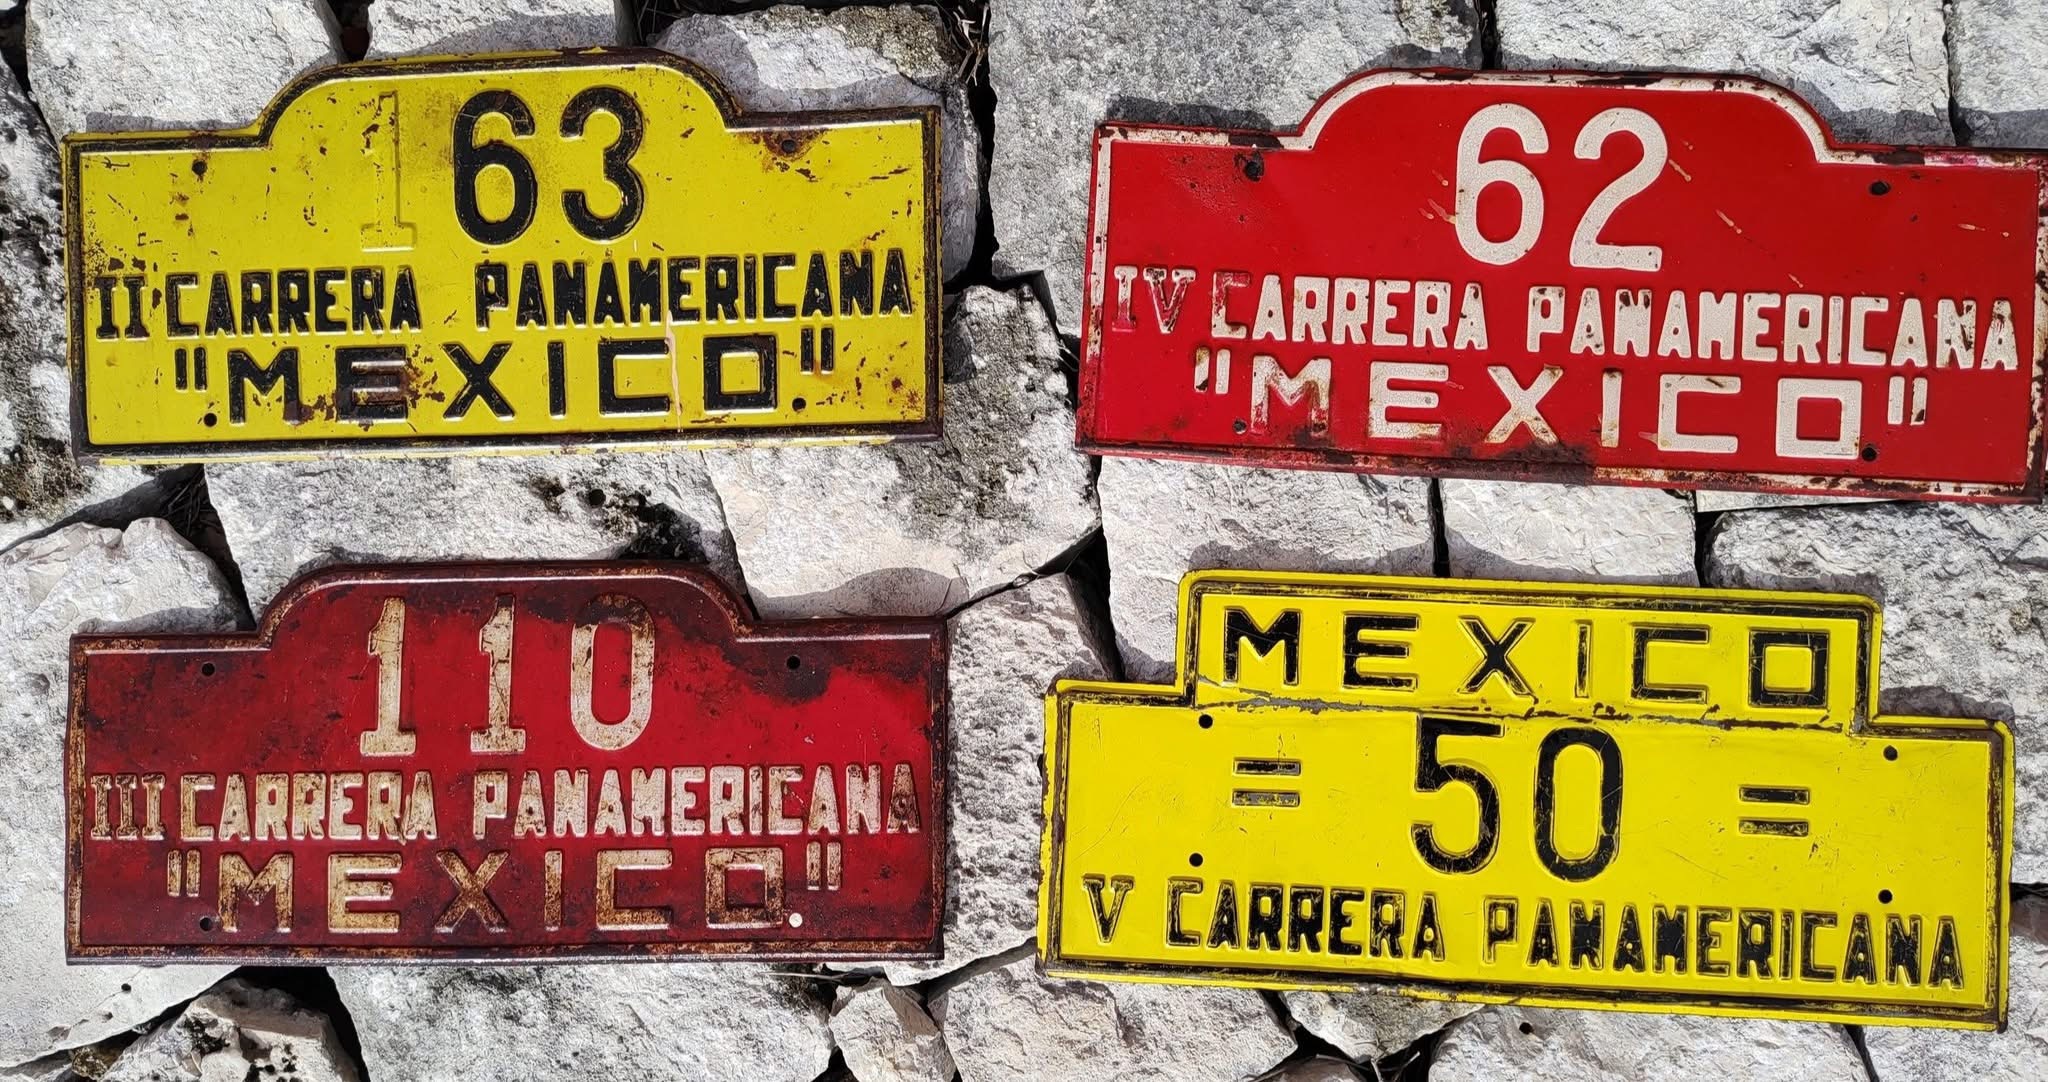 163
II CARRERA PANAMERICANA
"MEXICO"
62
IV CARRERA PANAMERICANA
"MEXICO"
110
III CARRERA PANAMERICANA
"MEXICO"
MEXICO
= 50 =
V CARRERA PANAMERICANA